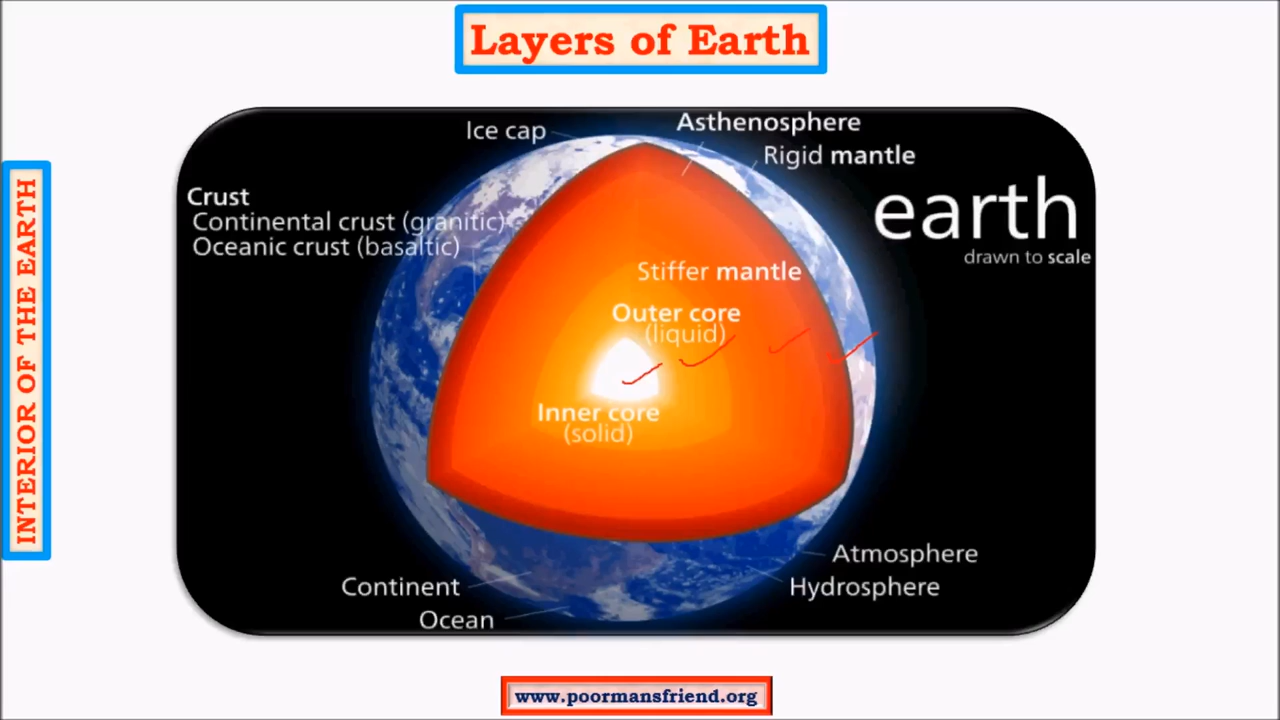 Layers of Earth
INTERIOR OF THE EARTH
Ice cap
Asthenosphere
Rigid mantle
Crust
Continental crust (granitic)
Oceanic crust (basaltic)
earth
drawn to scale
Stiffer mantle
Outer core
(liquid)
Inner core
(solid)
Atmosphere
Continent
Hydrosphere
Ocean
www.poormansfriend.org